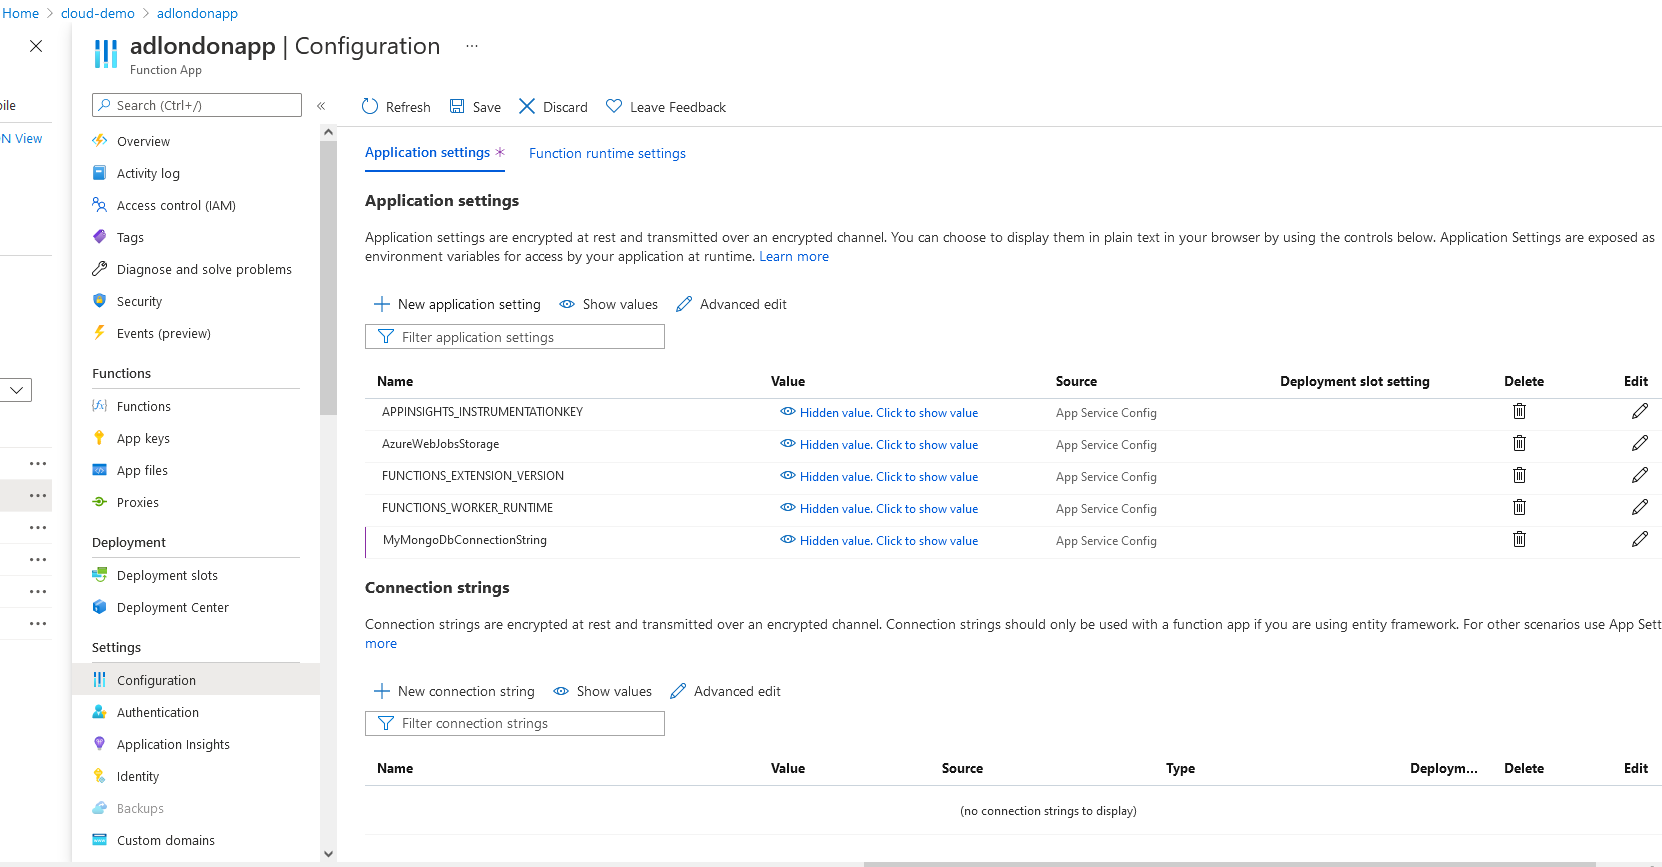 Home > cloud-demo > adlondonapp
adlondonapp | Configuration ...
Function App
Search (Ctrl+/)
«
Refresh Save Discard Leave Feedback
N View
Overview
Activity log
Access control (IAM)
Tags
Diagnose and solve problems
Security
Events (preview)
Functions
Functions
App keys
App files
Proxies
Deployment
Deployment slots
Deployment Center
Settings
Configuration
Authentication
Application Insights
Identity
Backups
Custom domains
Application settings * Function runtime settings
Application settings
Application settings are encrypted at rest and transmitted over an encrypted channel. You can choose to display them in plain text in your browser by using the controls below. Application Settings are exposed as
environment variables for access by your application at runtime. Learn more
New application setting Show values Advanced edit
Filter application settings
Name Value Source Deployment slot setting Delete Edit
APPINSIGHTS_INSTRUMENTATIONKEY Hidden value. Click to show value App Service Config
AzureWebJobsStorage Hidden value. Click to show value App Service Config
FUNCTIONS_EXTENSION_VERSION Hidden value. Click to show value App Service Config
FUNCTIONS_WORKER_RUNTIME Hidden value. Click to show value App Service Config
MyMongoDbConnectionString Hidden value. Click to show value App Service Config
Connection strings
Connection strings are encrypted at rest and transmitted over an encrypted channel. Connection strings should only be used with a function app if you are using entity framework. For other scenarios use App Sett
more
New connection string Show values Advanced edit
Filter connection strings
Name Value Source Type Deploym... Delete Edit
(no connection strings to display)